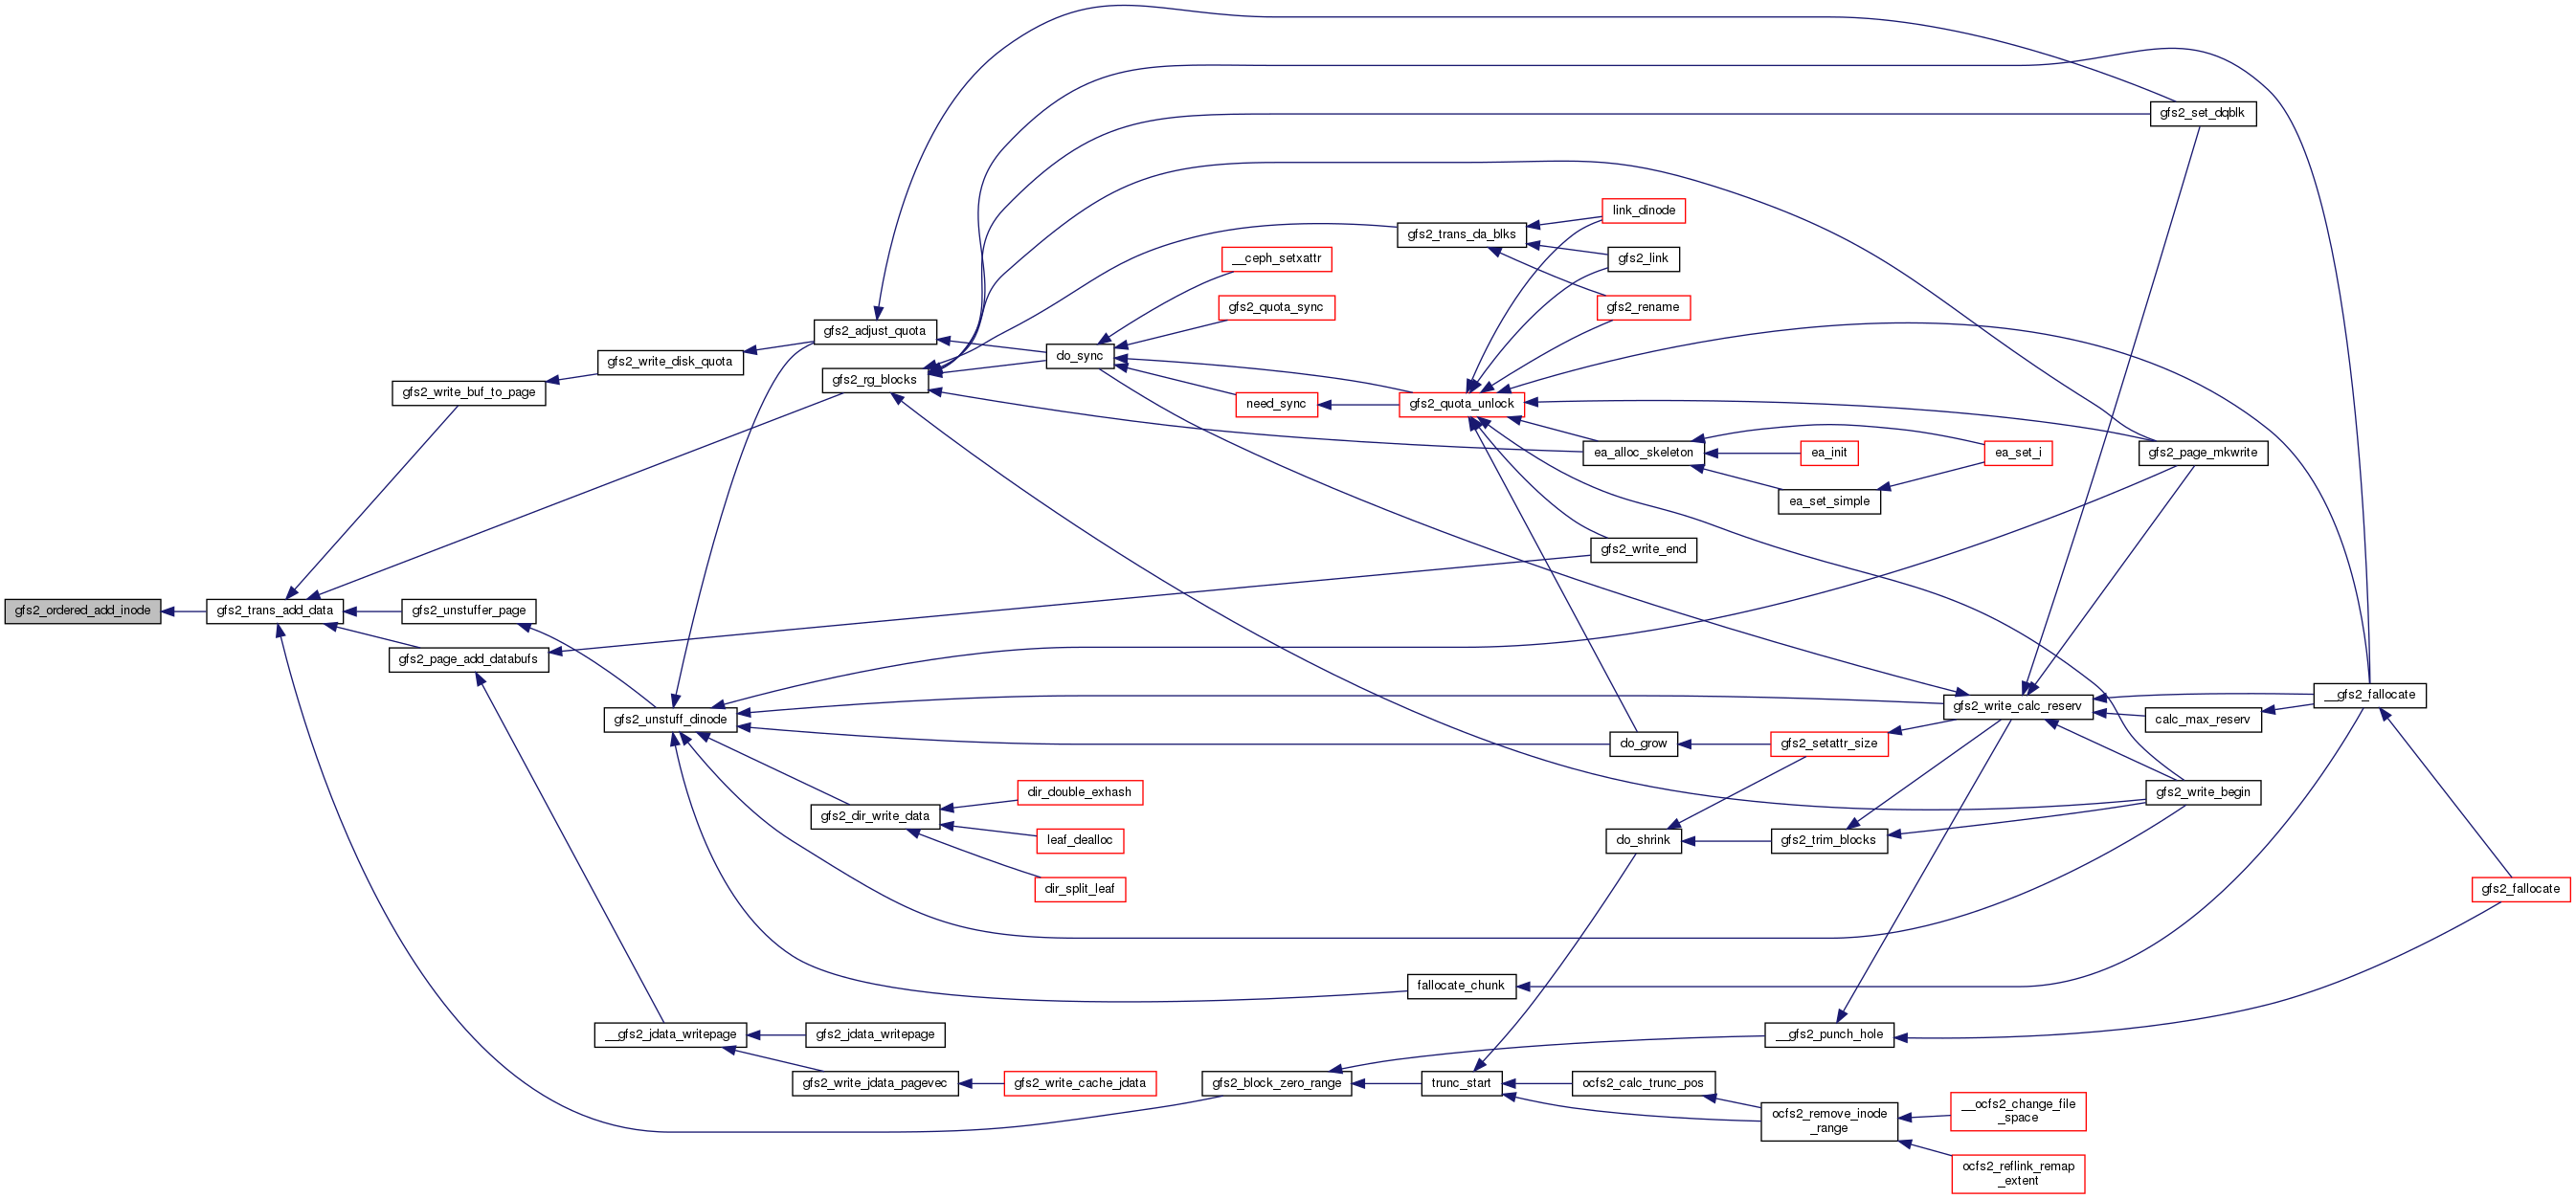 gfs2_set_dqblk
link_dinode
gfs2_trans_da_blks
gfs2_link
__ceph_setxattr
gfs2_quota_sync
gfs2_rename
gfs2_adjust_quota
do_sync
gfs2_write_disk_quota
gfs2_rg_blocks
gfs2_write_buf_to_page
need_sync
gfs2_quota_unlock
ea_alloc_skeleton
ea_init
ea_set_i
gfs2_page_mkwrite
ea_set_simple
gfs2_write_end
gfs2_ordered_add_inode
gfs2_trans_add_data
gfs2_unstuffer_page
gfs2_page_add_databufs
__gfs2_fallocate
gfs2_write_calc_reserv
gfs2_unstuff_dinode
calc_max_reserv
do_grow
gfs2_setattr_size
dir_double_exhash
gfs2_write_begin
gfs2_dir_write_data
leaf_dealloc
do_shrink
gfs2_trim_blocks
dir_split_leaf
gfs2_fallocate
fallocate_chunk
__gfs2_jdata_writepage
gfs2_jdata_writepage
__gfs2_punch_hole
gfs2_write_jdata_pagevec
gfs2_write_cache_jdata
gfs2_block_zero_range
trunc_start
ocfs2_calc_trunc_pos
ocfs2_remove_inode
_range
__ocfs2_change_file
_space
ocfs2_reflink_remap
_extent